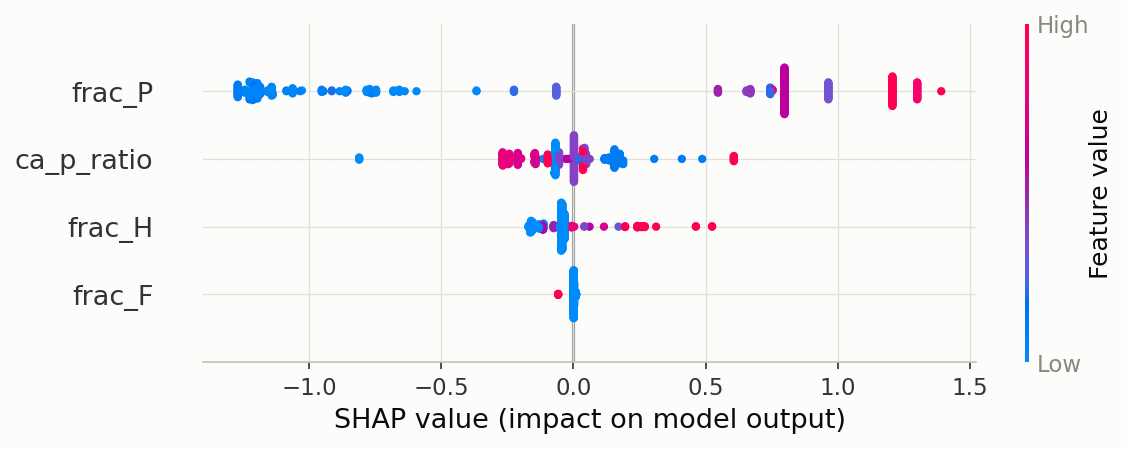 High
frac_P
ca_p_ratio
frac_H
frac_F
Feature value
Low
−1.0
−0.5
0.0
0.5
1.0
1.5
SHAP value (impact on model output)